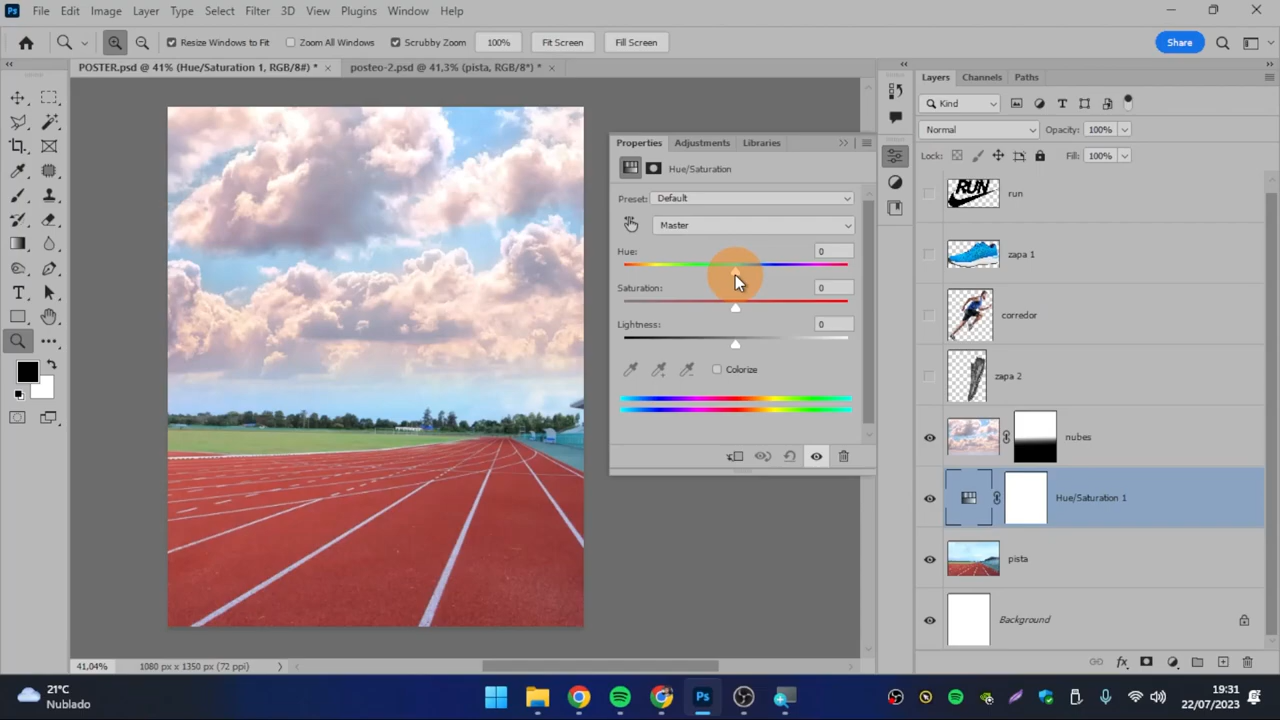 Ps File Edit Image Layer Type Select Filter 3D View Plugins Window Help
Resize Windows to Fit Zoom All Windows Scrubby Zoom 100% Fit Screen Fill Screen Share
POSTER.psd @ 41% (Hue/Saturation 1, RGB/8#) * × posteo-2.psd @ 41,3% (pista, RGB/8*) * ×
Properties Adjustments Libraries
Hue/Saturation
Preset: Default
Master
Hue: 0
Saturation: 0
Lightness: 0
Colorize
Layers Channels Paths
Kind
Normal Opacity: 100%
Lock: Fill: 100%
RUN run
zapa 1
corredor
zapa 2
nubes
Hue/Saturation 1
pista
Background
41,04% 1080 px x 1350 px (72 ppi)
21°C
Nublado
Ps
19:31
22/07/2023